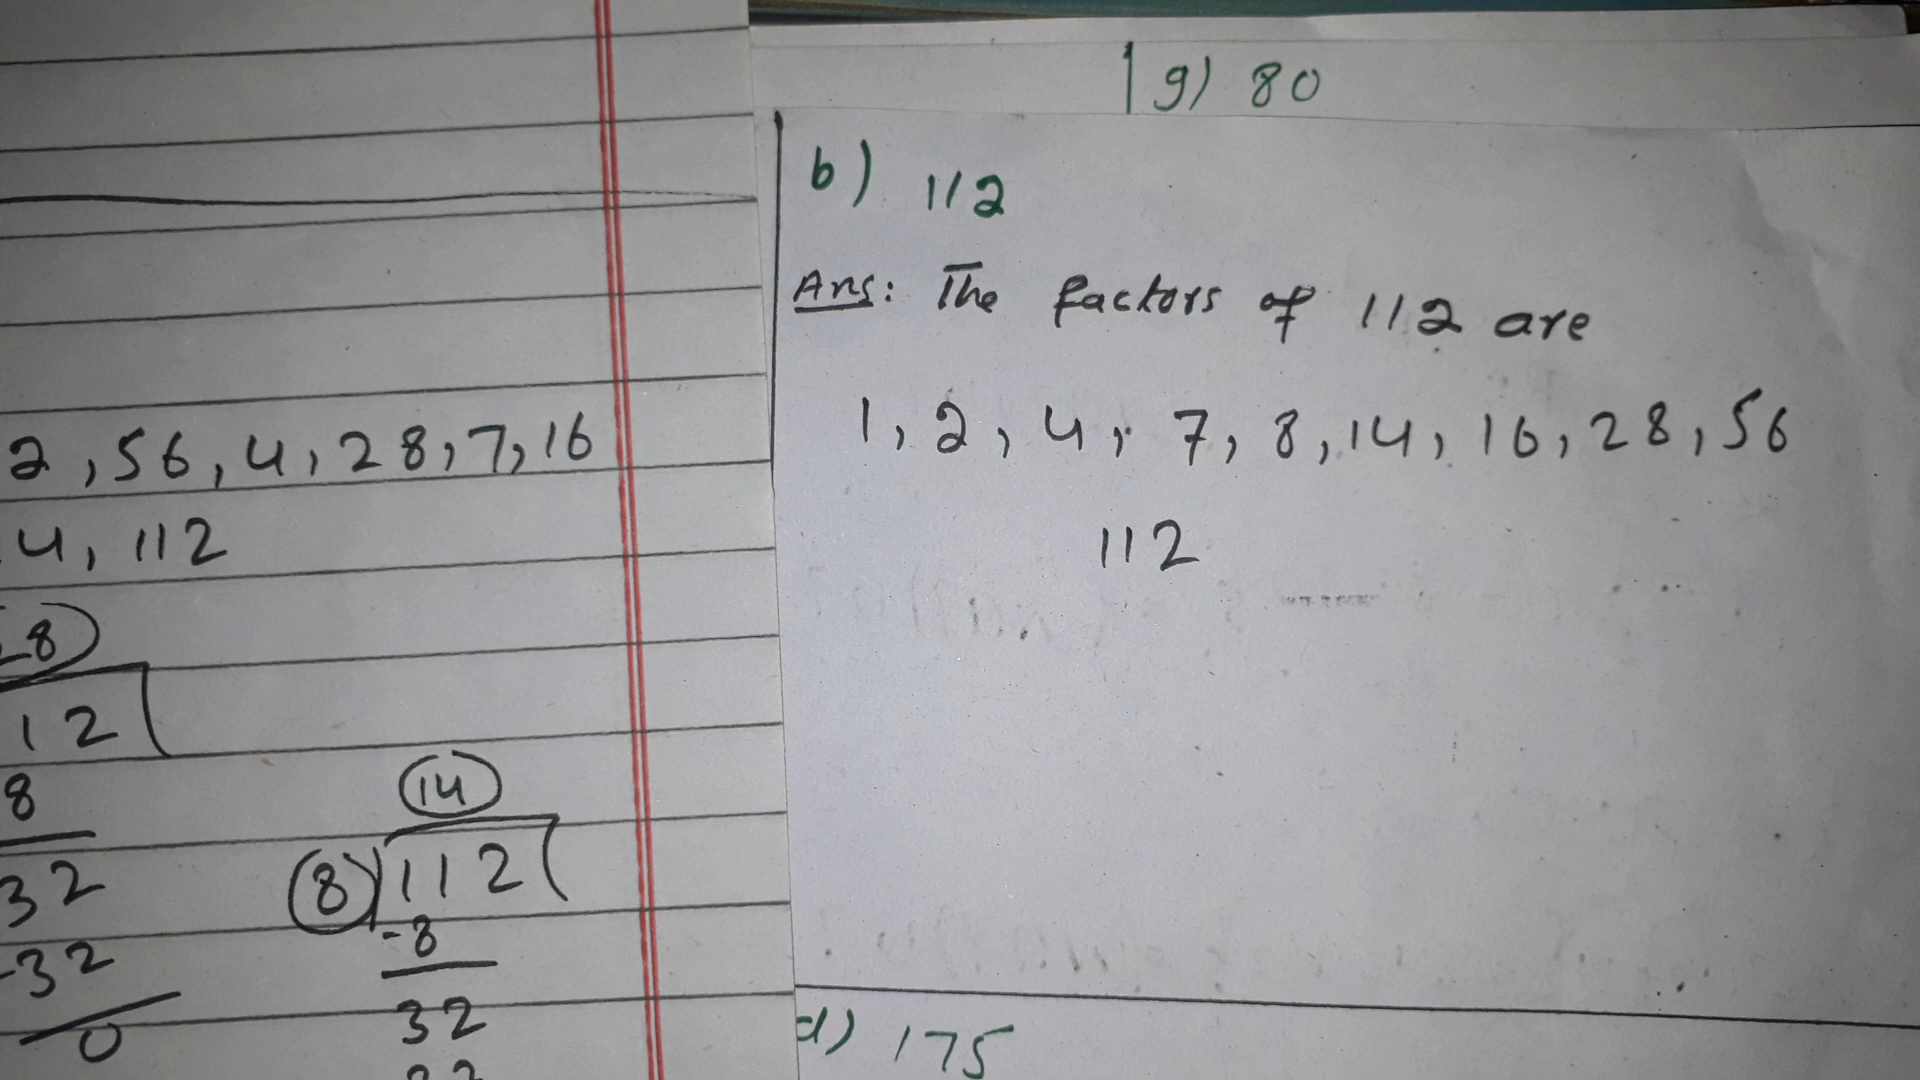 g) 80
b) 112
Ans: The factors of 112 are
1, 2, 4, 7, 8, 14, 16, 28, 56
112
d) 175
2, 56, 4, 28, 7, 16
4, 112
28
12
8
32
-32
0
14
8)112(
-8
32